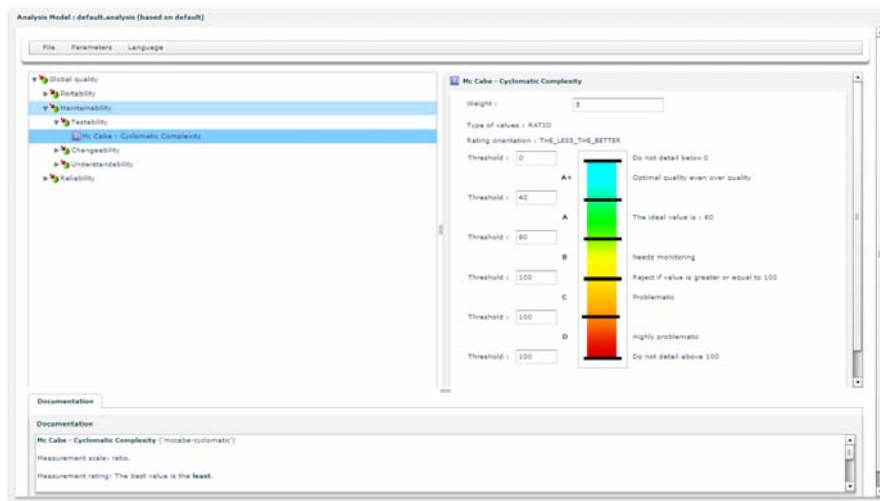 Analysis Model : default.analysis (based on default)
File Parameters Language
Global quality
Portability
Maintainability
Testability
Mc Cabe - Cyclomatic Complexity
Changeability
Understandability
Reliability
Mc Cabe - Cyclomatic Complexity
Weight : 5
Type of values : RATIO
Rating orientation : THE_LESS_THE_BETTER
Threshold : 0 Do not detail below 0
A+ Optimal quality even over quality
Threshold : 40
A The ideal value is : 60
Threshold : 80
B Needs monitoring
Threshold : 100 Reject if value is greater or equal to 100
C Problematic
Threshold : 100
D Highly problematic
Threshold : 100 Do not detail above 100
Documentation
Documentation
Mc Cabe - Cyclomatic Complexity ('mccabe-cyclomatic')
Measurement scale: ratio.
Measurement rating: The best value is the least.